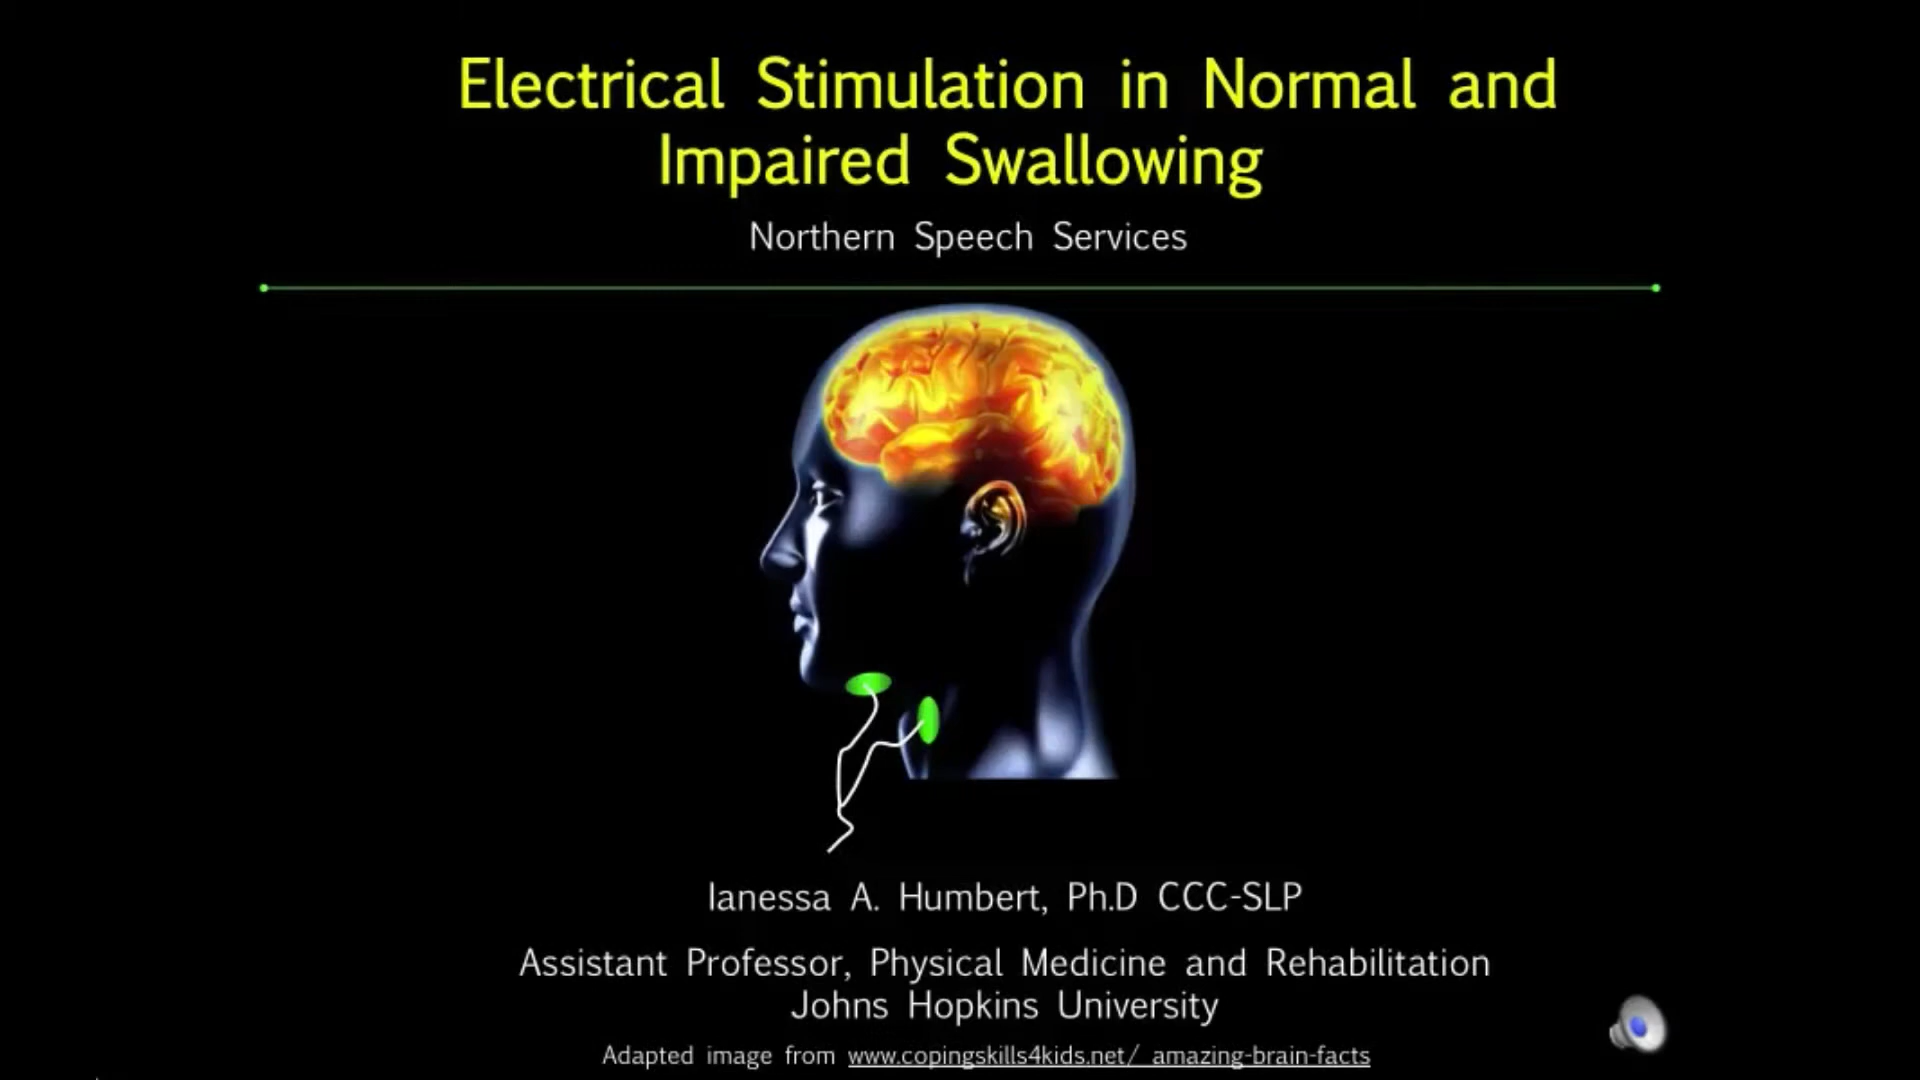 Electrical Stimulation in Normal and
Impaired Swallowing
Northern Speech Services
Ianessa A. Humbert, Ph.D CCC-SLP
Assistant Professor, Physical Medicine and Rehabilitation
Johns Hopkins University
Adapted image from www.copingskills4kids.net/_amazing-brain-facts